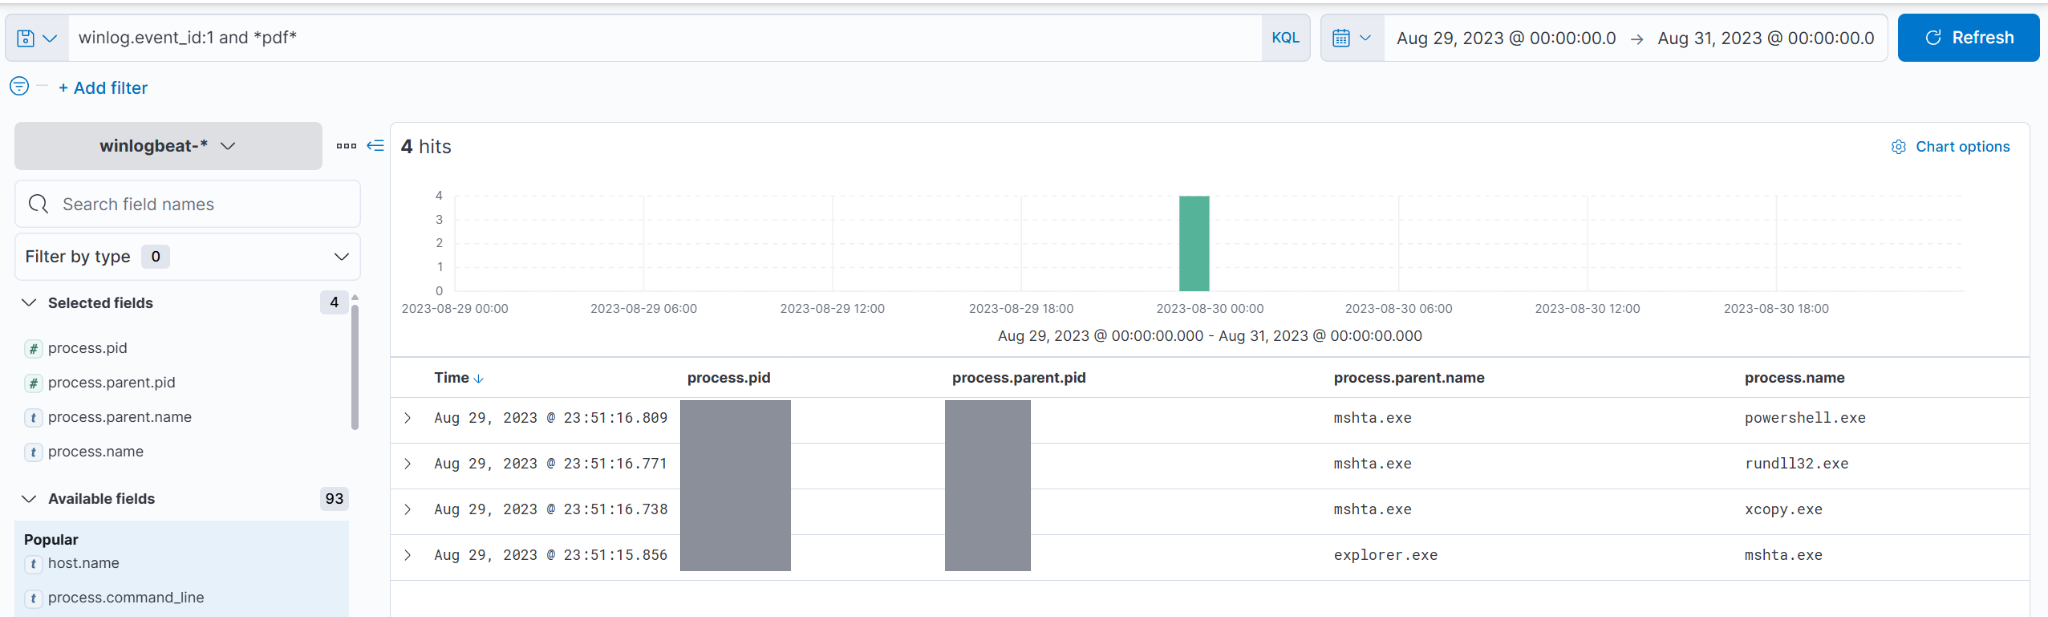 winlog.event_id:1 and *pdf*
KQL
Aug 29, 2023 @ 00:00:00.0 → Aug 31, 2023 @ 00:00:00.0
Refresh
+ Add filter
winlogbeat-*
Search field names
Filter by type 0
Selected fields 4
# process.pid
# process.parent.pid
t process.parent.name
t process.name
Available fields 93
Popular
t host.name
t process.command_line
4 hits
Chart options
4
3
2
1
0
2023-08-29 00:00 2023-08-29 06:00 2023-08-29 12:00 2023-08-29 18:00 2023-08-30 00:00 2023-08-30 06:00 2023-08-30 12:00 2023-08-30 18:00
Aug 29, 2023 @ 00:00:00.000 - Aug 31, 2023 @ 00:00:00.000
Time ↓ process.pid process.parent.pid process.parent.name process.name
Aug 29, 2023 @ 23:51:16.809 mshta.exe powershell.exe
Aug 29, 2023 @ 23:51:16.771 mshta.exe rundll32.exe
Aug 29, 2023 @ 23:51:16.738 mshta.exe xcopy.exe
Aug 29, 2023 @ 23:51:15.856 explorer.exe mshta.exe